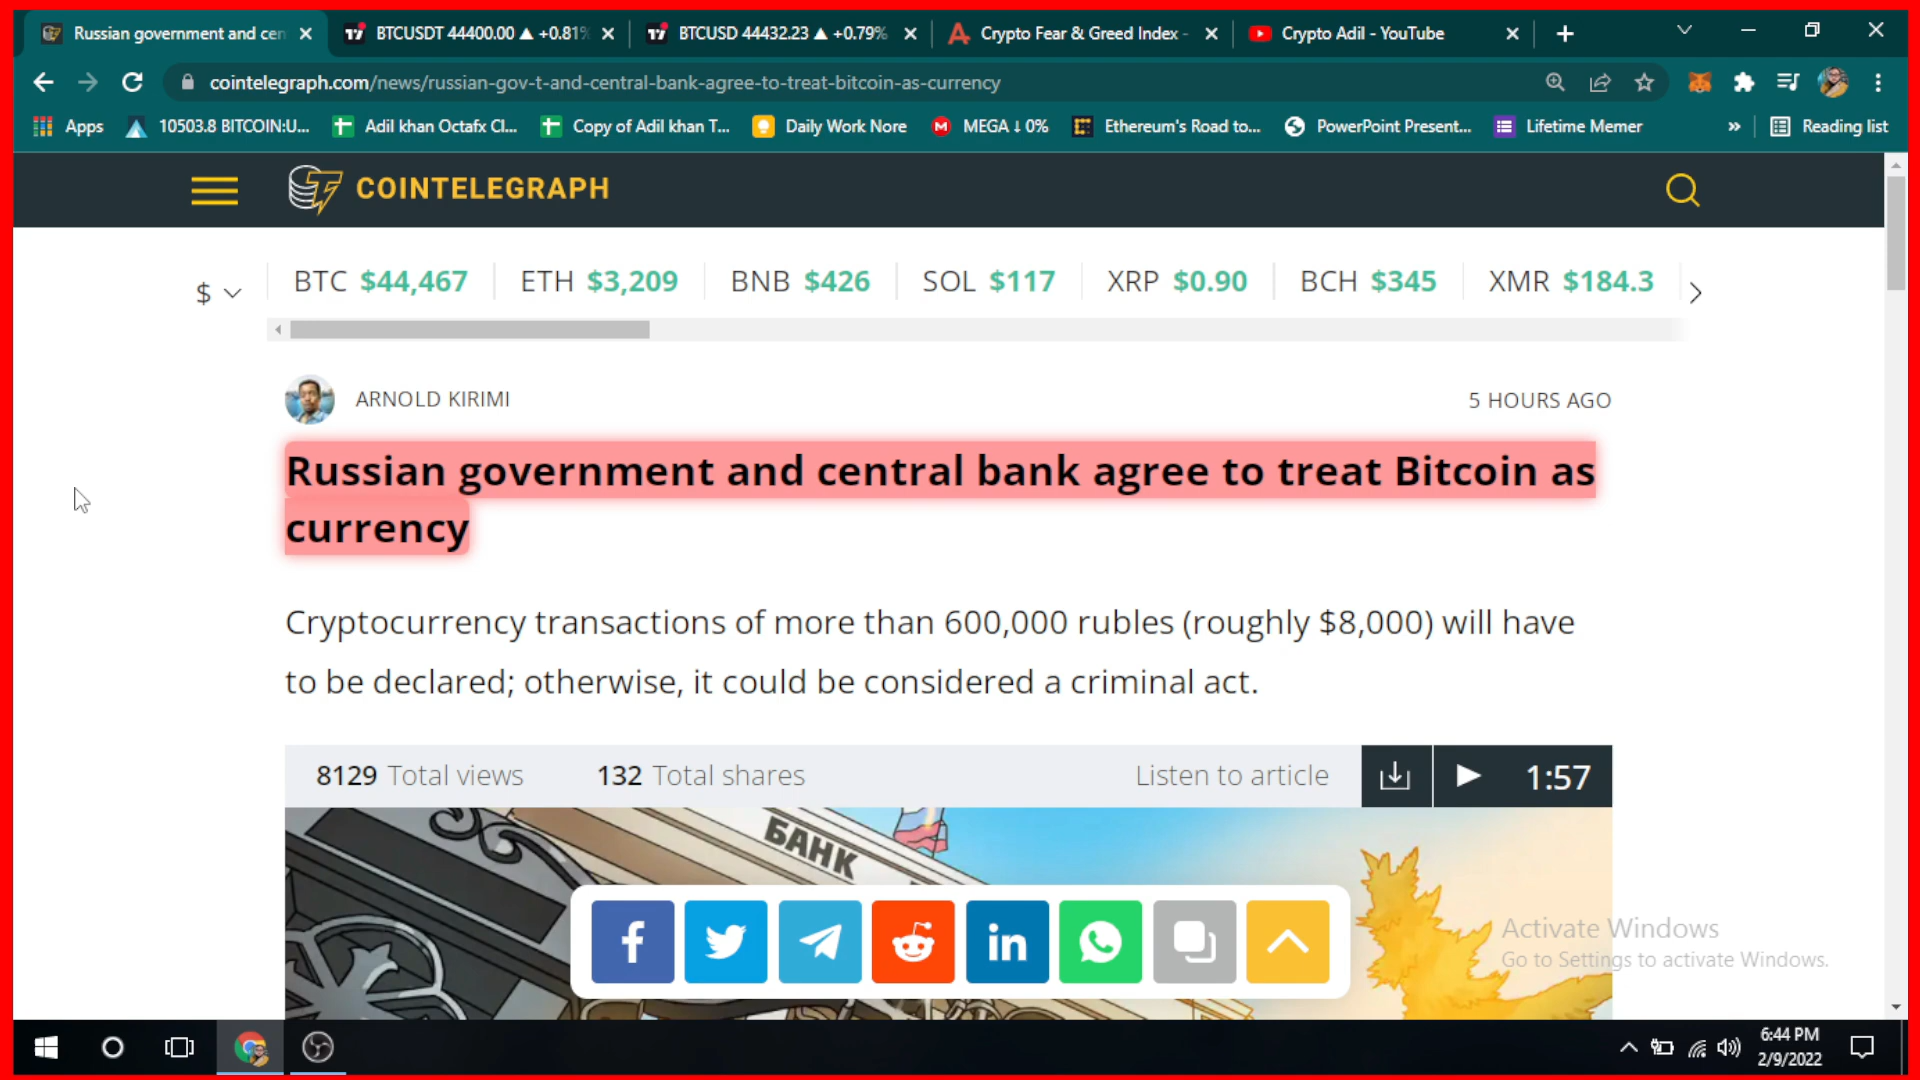 Russian government and cen
BTCUSDT 44400.00 ▲ +0.81%
BTCUSD 44432.23 ▲ +0.79%
Crypto Fear & Greed Index -
Crypto Adil - YouTube
cointelegraph.com/news/russian-gov-t-and-central-bank-agree-to-treat-bitcoin-as-currency
Apps
10503.8 BITCOIN:U...
Adil khan Octafx Cl...
Copy of Adil khan T...
Daily Work Nore
MEGA ⭣ 0%
Ethereum's Road to...
PowerPoint Present...
Lifetime Memer
»
Reading list
COINTELEGRAPH
$
BTC $44,467
ETH $3,209
BNB $426
SOL $117
XRP $0.90
BCH $345
XMR $184.3
ARNOLD KIRIMI
5 HOURS AGO
Russian government and central bank agree to treat Bitcoin as
currency
Cryptocurrency transactions of more than 600,000 rubles (roughly $8,000) will have
to be declared; otherwise, it could be considered a criminal act.
8129 Total views
132 Total shares
Listen to article
1:57
БАНК
Activate Windows
Go to Settings to activate Windows.
6:44 PM
2/9/2022